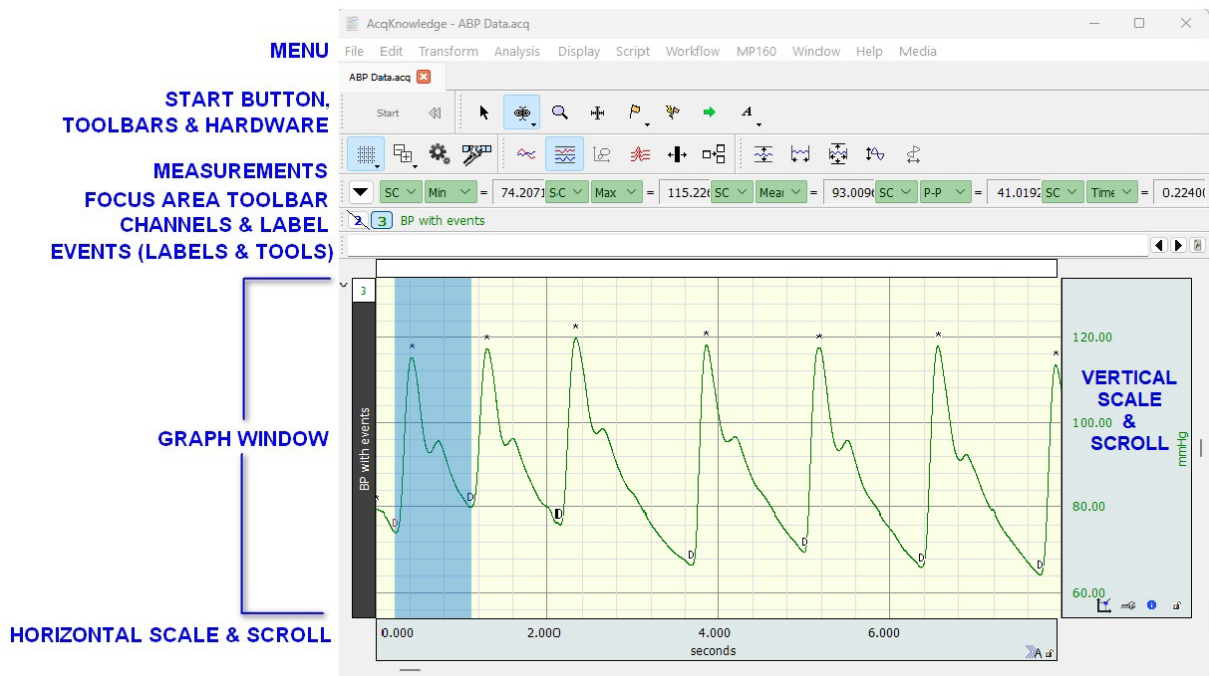 AcqKnowledge - ABP Data.acq
MENU
File Edit Transform Analysis Display Script Workflow MP160 Window Help Media
ABP Data.acq
START BUTTON,
TOOLBARS & HARDWARE
Start
A
MEASUREMENTS
SC Min = 74.2071 SC Max = 115.226 SC Mear = 93.0096 SC P-P = 41.0192 SC Time = 0.22400
FOCUS AREA TOOLBAR
CHANNELS & LABEL
2 3 BP with events
EVENTS (LABELS & TOOLS)
3
BP with events
GRAPH WINDOW
* * * * * * * *
D D D D D D D
120.00
100.00
80.00
60.00
mmHg
VERTICAL
SCALE
&
SCROLL
HORIZONTAL SCALE & SCROLL
0.000 2.000 4.000 6.000
seconds
A